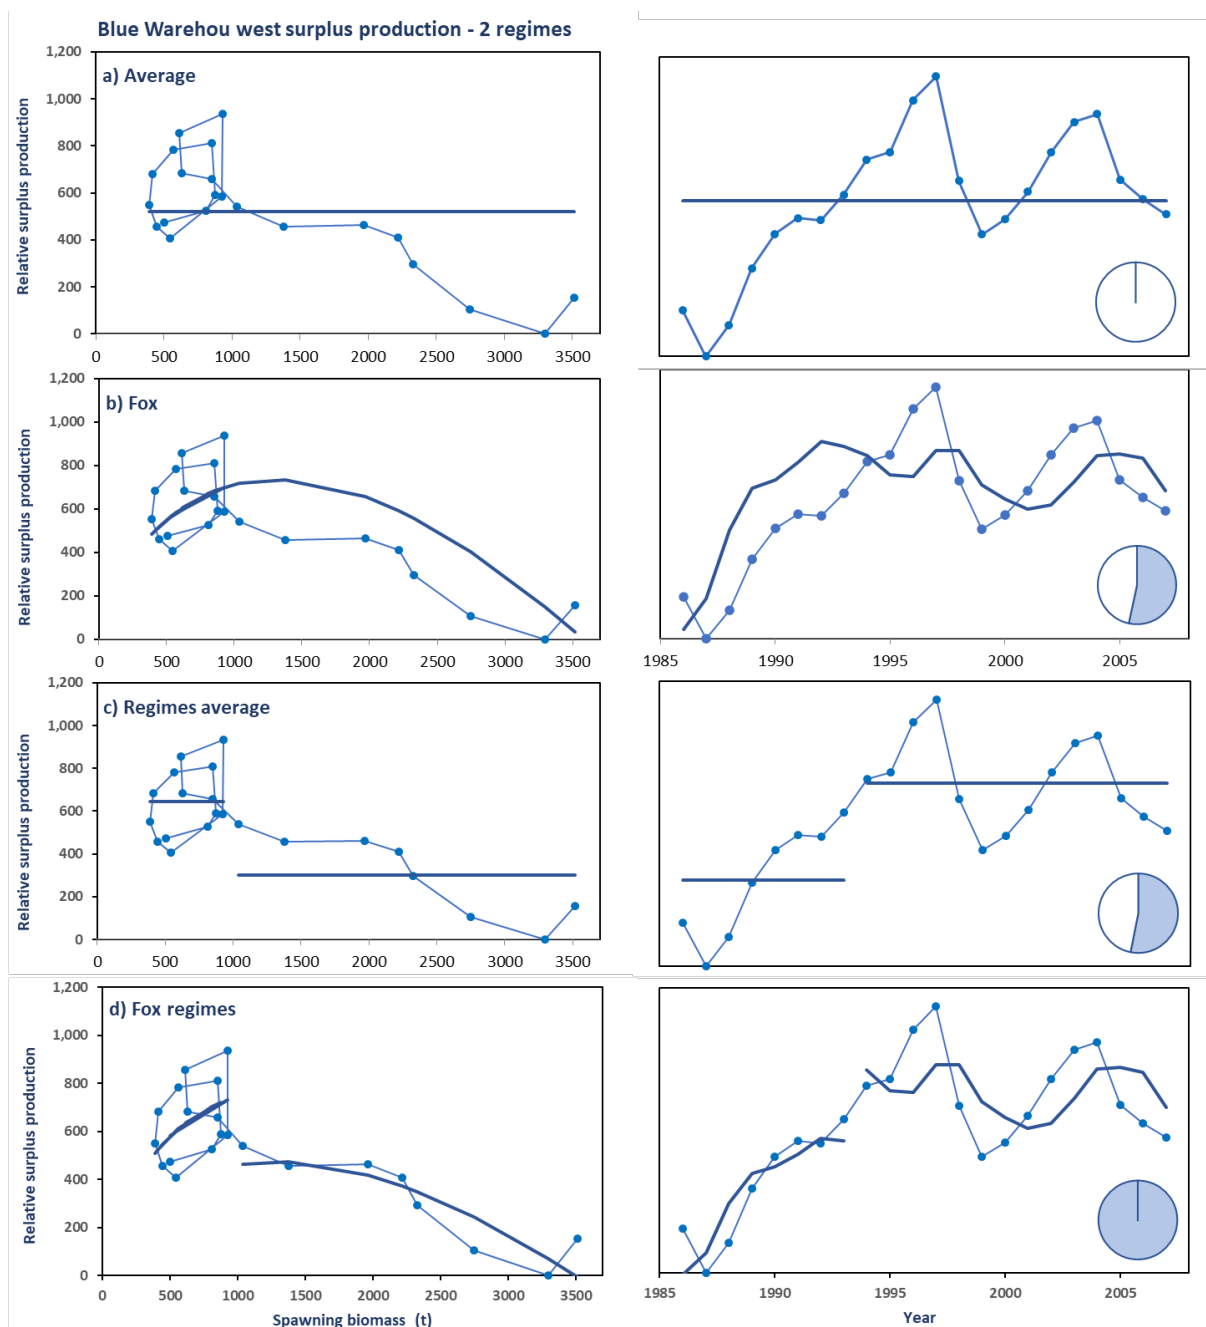 Blue Warehou west surplus production - 2 regimes
a) Average
Relative surplus production
1,200
1,000
800
600
400
200
0
0 500 1000 1500 2000 2500 3000 3500
b) Fox
Relative surplus production
1,200
1,000
800
600
400
200
0
0 500 1000 1500 2000 2500 3000 3500
1985 1990 1995 2000 2005
c) Regimes average
Relative surplus production
1,200
1,000
800
600
400
200
0
0 500 1000 1500 2000 2500 3000 3500
d) Fox regimes
Relative surplus production
1,200
1,000
800
600
400
200
0
0 500 1000 1500 2000 2500 3000 3500
Spawning biomass (t)
1985 1990 1995 2000 2005
Year